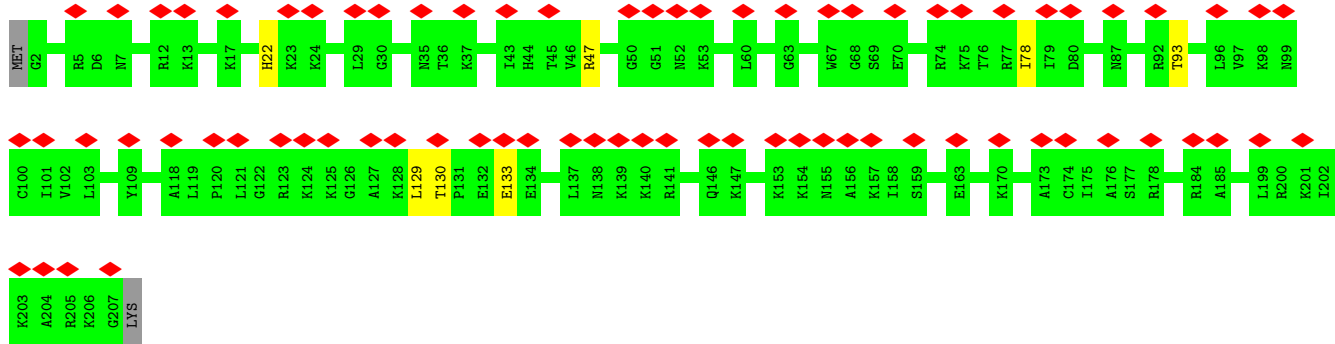 MET G2 R5 D6 N7 R12 K13 K17 H22 K23 K24 L29 G30 N35 T36 K37 I43 H44 T45 V46 R47 G50 G51 N52 K53 L60 G63 W67 G68 S69 E70 R74 K75 T76 R77 I78 I79 D80 N87 R92 T93 L96 V97 K98 N99
C100 I101 V102 L103 Y109 A118 L119 P120 L121 G122 R123 K124 K125 G126 A127 K128 L129 T130 P131 E132 E133 E134 L137 N138 K139 K140 R141 Q146 K147 K153 K154 N155 A156 K157 I158 S159 E163 K170 A173 C174 I175 A176 S177 R178 R184 A185 L199 R200 K201 I202
K203 A204 R205 K206 G207 LYS